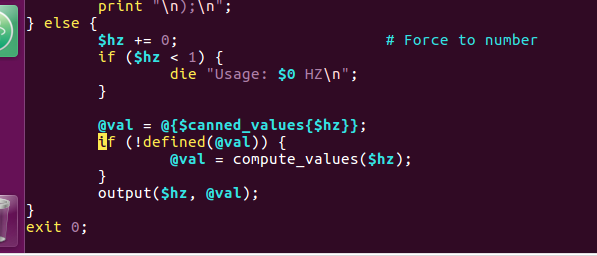 print "\n);\n";
} else {
$hz += 0; # Force to number
if ($hz < 1) {
die "Usage: $0 HZ\n";
}
@val = @{$canned_values{$hz}};
if (!defined(@val)) {
@val = compute_values($hz);
}
output($hz, @val);
}
exit 0;